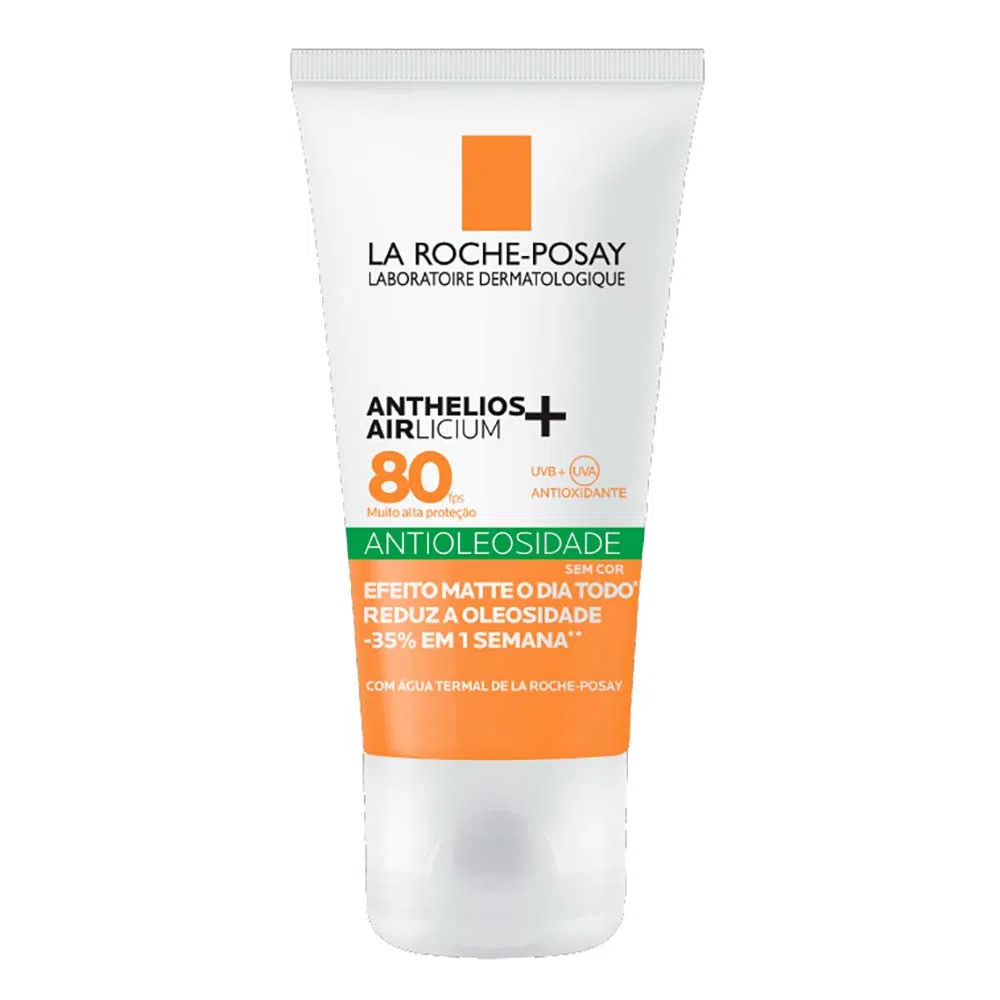 LA ROCHE-POSAY
LABORATOIRE DERMATOLOGIQUE
ANTHELIOS+
AIRLICIUM
80 fps
Muito alta proteção
UVB + UVA
ANTIOXIDANTE
ANTIOLEOSIDADE
SEM COR
EFEITO MATTE O DIA TODO*
REDUZ A OLEOSIDADE
-35% EM 1 SEMANA**
COM ÁGUA TERMAL DE LA ROCHE-POSAY